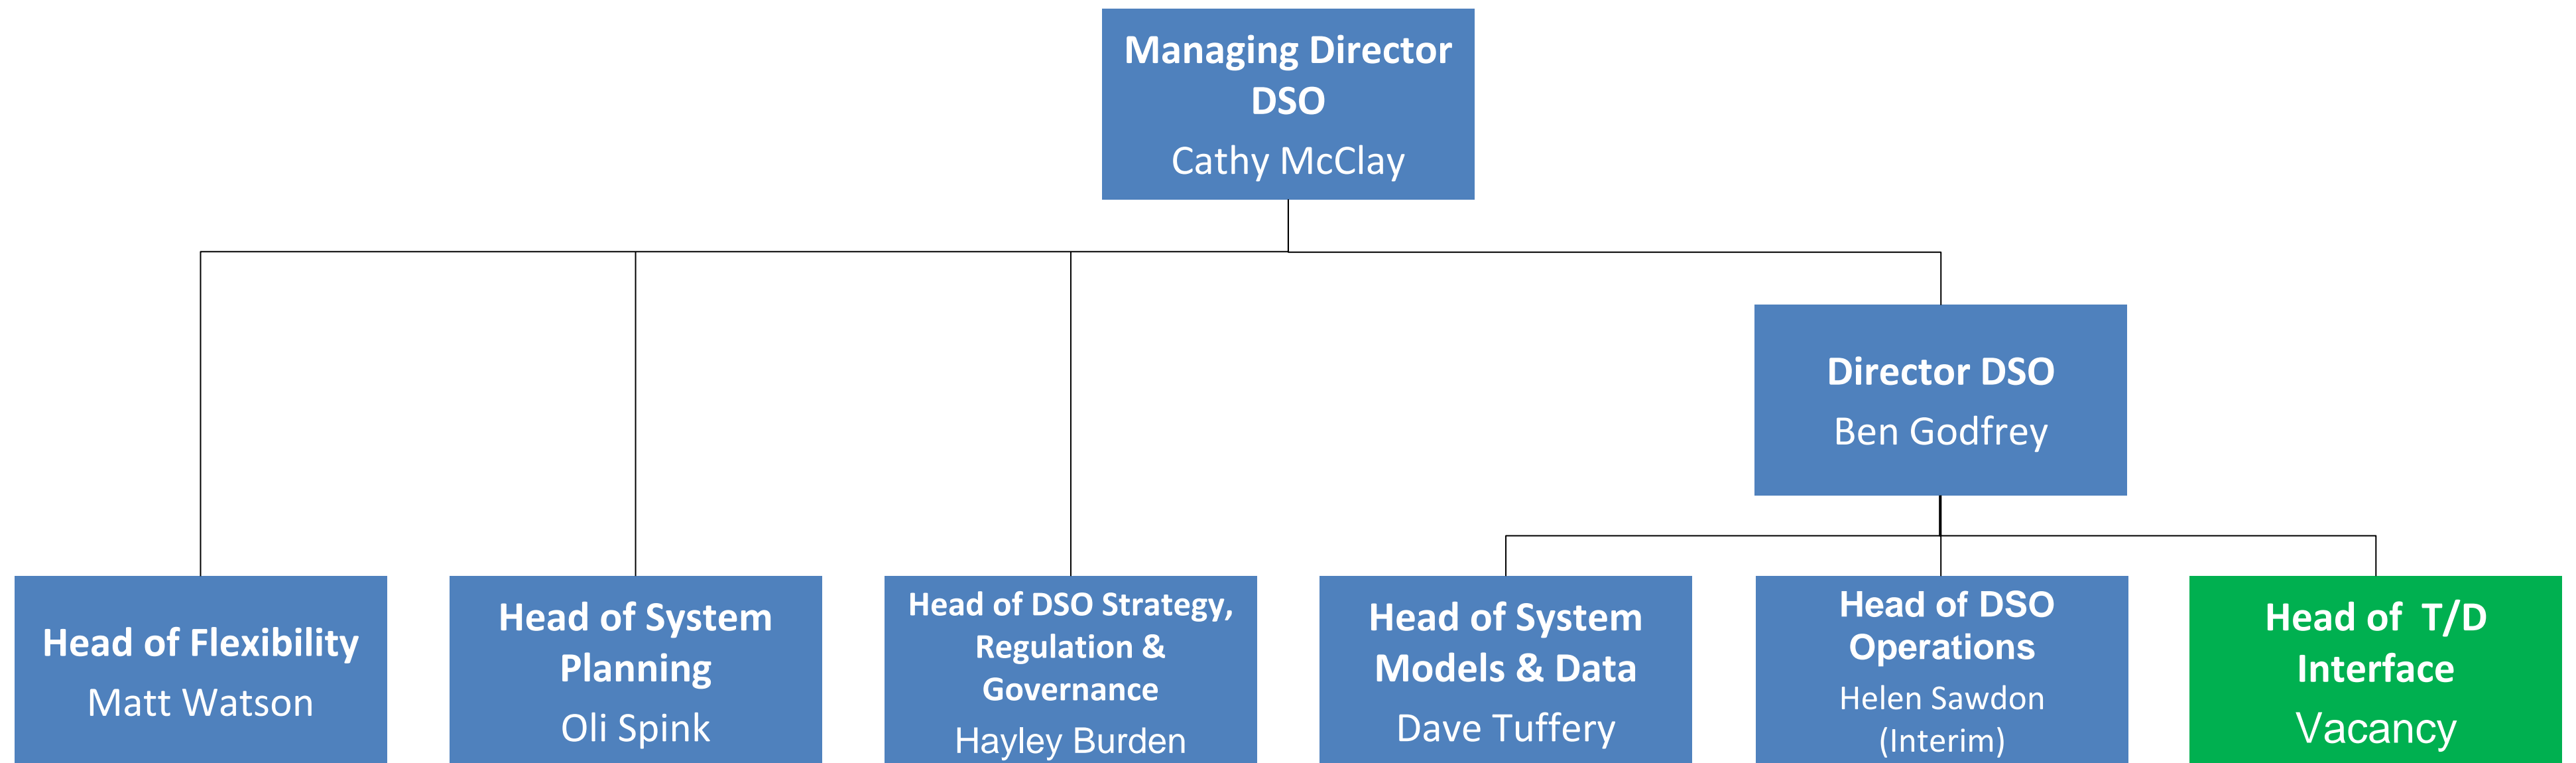 Managing Director
DSO
Cathy McClay
Director DSO
Ben Godfrey
Head of Flexibility
Matt Watson
Head of System
Planning
Oli Spink
Head of DSO Strategy,
Regulation &
Governance
Hayley Burden
Head of System
Models & Data
Dave Tuffery
Head of DSO
Operations
Helen Sawdon
(Interim)
Head of T/D
Interface
Vacancy